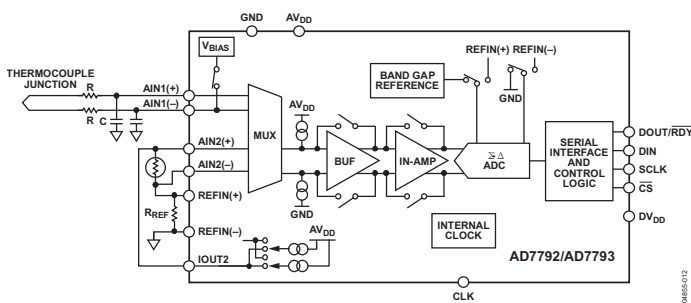 GND AVDD
VBIAS
REFIN(+) REFIN(–)
THERMOCOUPLE
JUNCTION
R
AIN1(+)
BAND GAP
REFERENCE
GND
AIN1(–)
AVDD
R C
MUX
AIN2(+)
BUF
IN-AMP
Σ-Δ
ADC
SERIAL
INTERFACE
AND
CONTROL
LOGIC
DOUT/RDY
DIN
SCLK
CS
AIN2(–)
REFIN(+)
GND
RREF
REFIN(–)
AVDD
INTERNAL
CLOCK
DVDD
IOUT2
AD7792/AD7793
CLK
04855-012